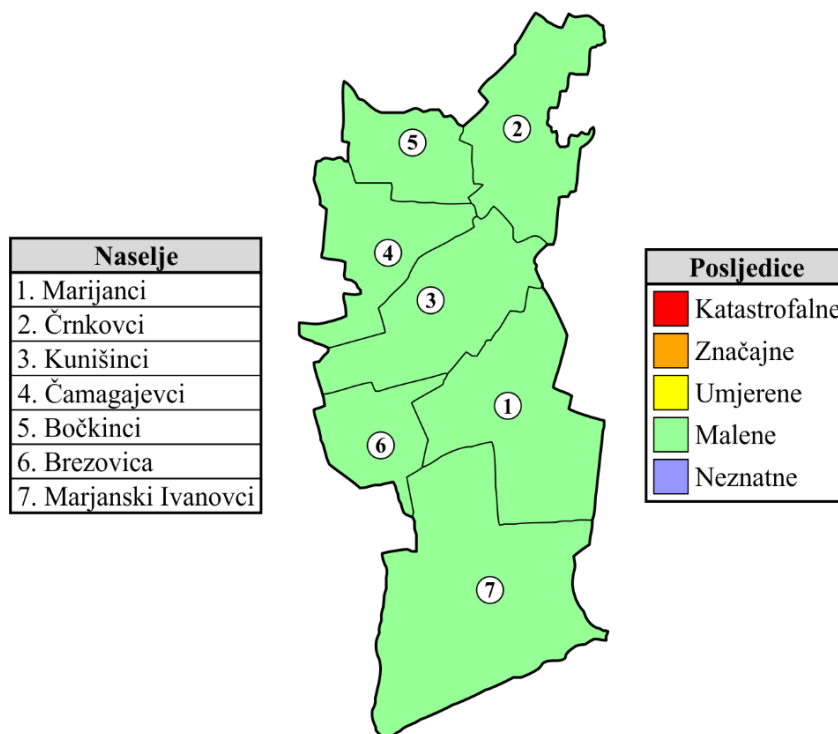 Naselje
1. Marijanci
2. Črnkovci
3. Kunišinci
4. Čamagajevci
5. Bočkinci
6. Brezovica
7. Marjanski Ivanovci
2
5
4
3
1
6
7
Posljedice
Katastrofalne
Značajne
Umjerene
Malene
Neznatne